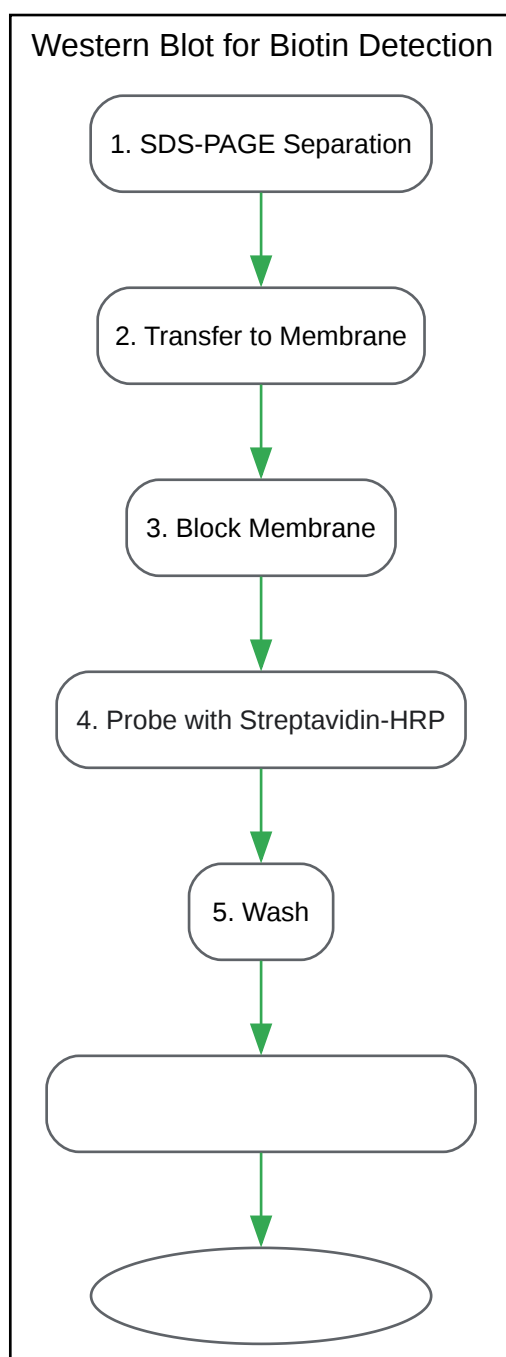 Western Blot for Biotin Detection
1. SDS-PAGE Separation
2. Transfer to Membrane
3. Block Membrane
4. Probe with Streptavidin-HRP
5. Wash